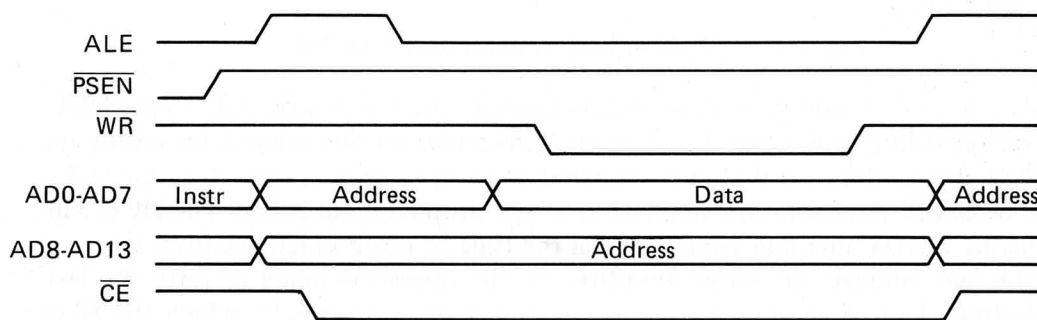 ALE
PSEN
WR
AD0-AD7 Instr Address Data Address
AD8-AD13 Address
CE